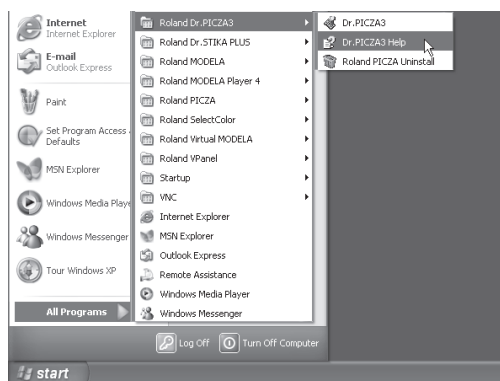 Internet
Internet Explorer
E-mail
Outlook Express
Paint
Set Program Access
Defaults
MSN Explorer
Windows Media Playe
Windows Messenger
Tour Windows XP
All Programs
Roland Dr.PICZA3
Roland Dr.STIKA PLUS
Roland MODELA
Roland MODELA Player 4
Roland PICZA
Roland SelectColor
Roland Virtual MODELA
Roland VPanel
Startup
VNC
Internet Explorer
MSN Explorer
Outlook Express
Remote Assistance
Windows Media Player
Windows Messenger
Dr.PICZA3
Dr.PICZA3 Help
Roland PICZA Uninstall
Log Off
Turn Off Computer
start